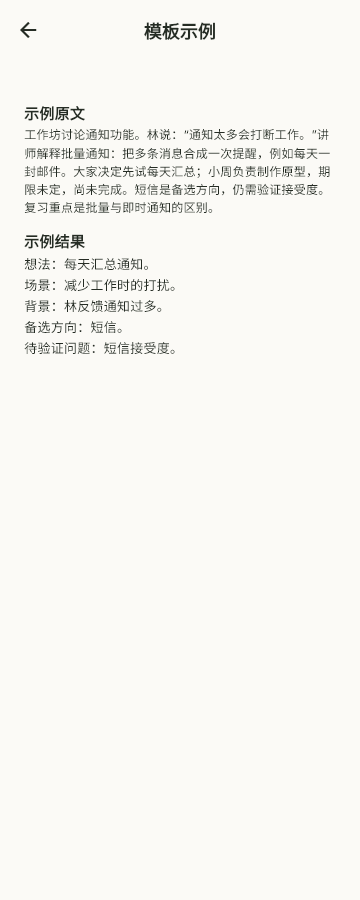 模板示例
示例原文
工作坊讨论通知功能。林说："通知太多会打断工作。"讲
师解释批量通知：把多条消息合成一次提醒，例如每天一
封邮件。大家决定先试每天汇总；小周负责制作原型，期
限未定，尚未完成。短信是备选方向，仍需验证接受度。
复习重点是批量与即时通知的区别。
示例结果
想法：每天汇总通知。
场景：减少工作时的打扰。
背景：林反馈通知过多。
备选方向：短信。
待验证问题：短信接受度。